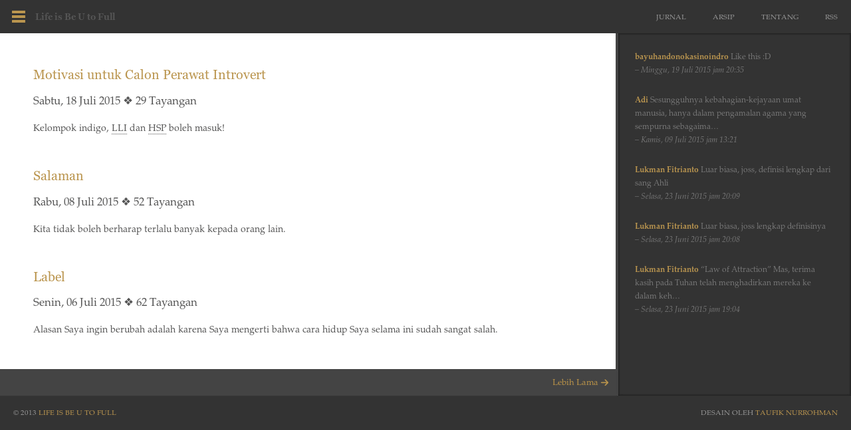 Life is Be U to Full
JURNAL ARSIP TENTANG RSS
Motivasi untuk Calon Perawat Introvert
Sabtu, 18 Juli 2015 ❖ 29 Tayangan
Kelompok indigo, LLI dan HSP boleh masuk!
Salaman
Rabu, 08 Juli 2015 ❖ 52 Tayangan
Kita tidak boleh berharap terlalu banyak kepada orang lain.
Label
Senin, 06 Juli 2015 ❖ 62 Tayangan
Alasan Saya ingin berubah adalah karena Saya mengerti bahwa cara hidup Saya selama ini sudah sangat salah.
Lebih Lama →
bayuhandonokasinoindro Like this :D
– Minggu, 19 Juli 2015 jam 20:35
Adi Sesungguhnya kebahagian-kejayaan umat
manusia, hanya dalam pengamalan agama yang
sempurna sebagaima…
– Kamis, 09 Juli 2015 jam 13:21
Lukman Fitrianto Luar biasa, joss, definisi lengkap dari
sang Ahli
– Selasa, 23 Juni 2015 jam 20:09
Lukman Fitrianto Luar biasa, joss lengkap definisinya
– Selasa, 23 Juni 2015 jam 20:08
Lukman Fitrianto "Law of Attraction" Mas, terima
kasih pada Tuhan telah menghadirkan mereka ke
dalam keh…
– Selasa, 23 Juni 2015 jam 19:04
© 2013 LIFE IS BE U TO FULL
DESAIN OLEH TAUFIK NURROHMAN